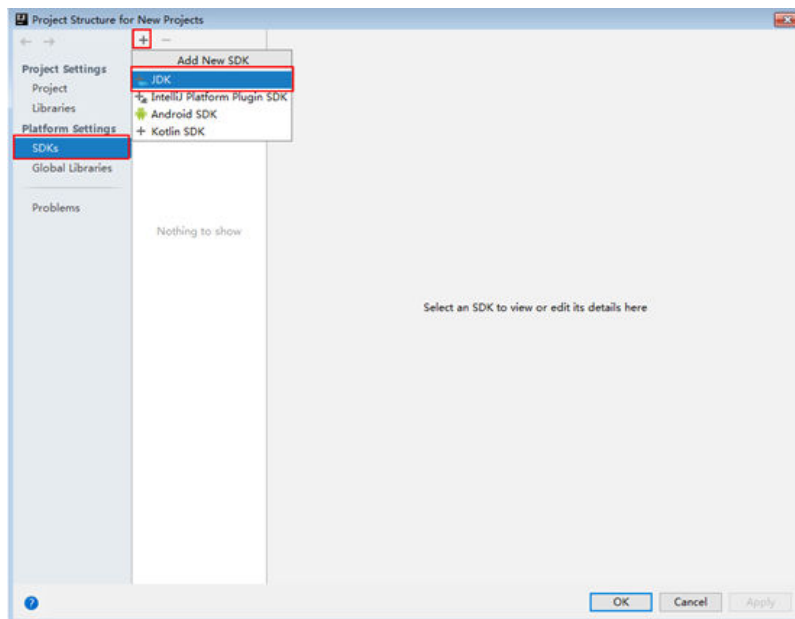 Project Structure for New Projects
Add New SDK
JDK
IntelliJ Platform Plugin SDK
Android SDK
Kotlin SDK
Project Settings
Project
Libraries
Platform Settings
SDKs
Global Libraries
Problems
Nothing to show
Select an SDK to view or edit its details here
?
OK Cancel Apply